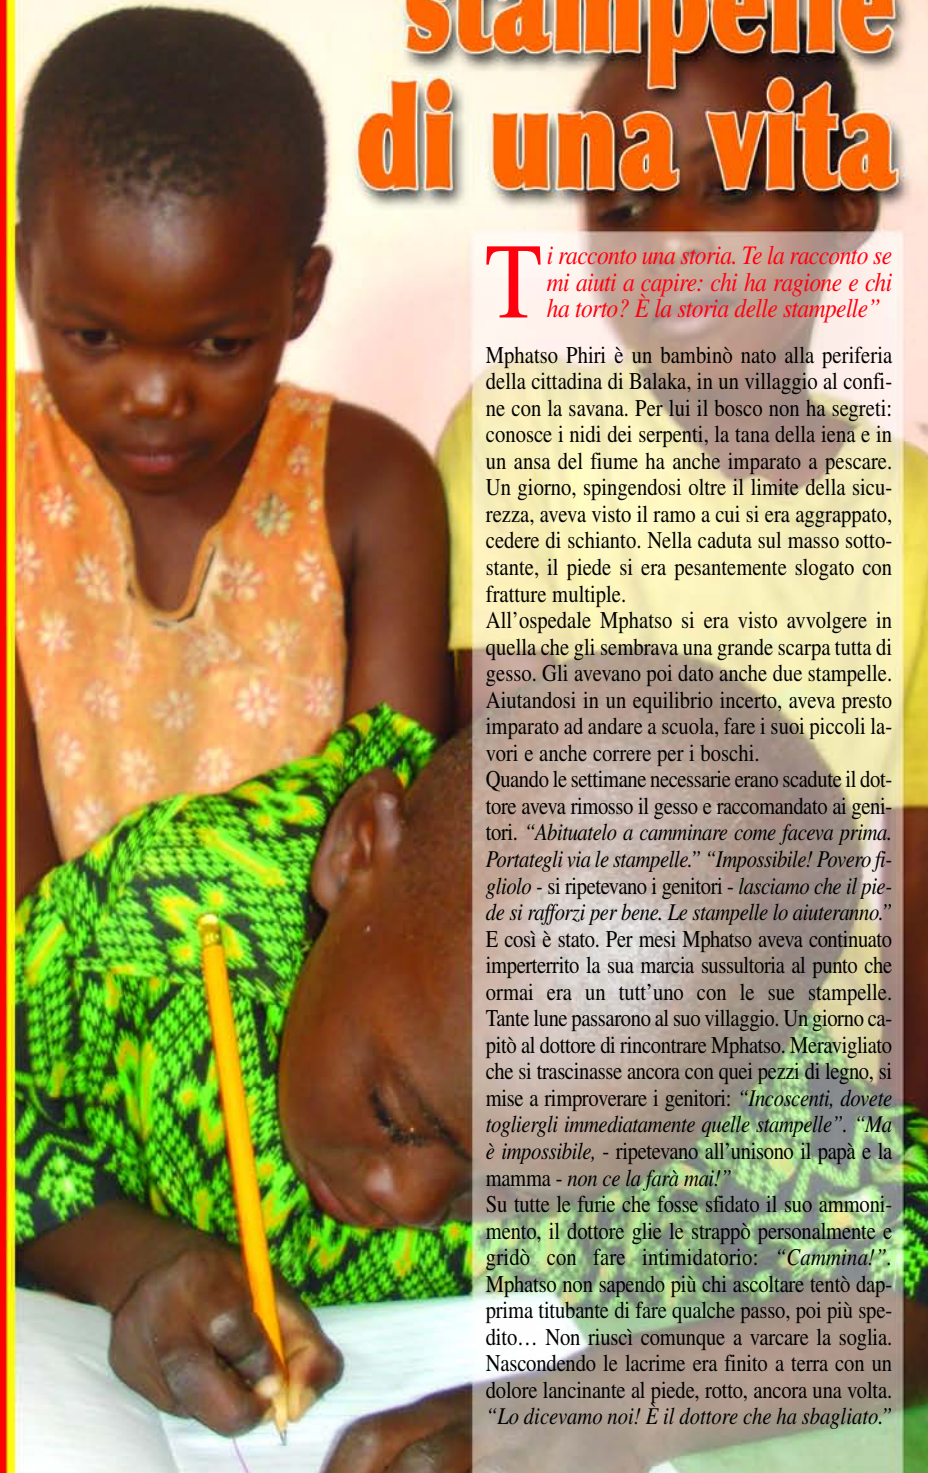 stampelle
di una vita
Ti racconto una storia. Te la racconto se
mi aiuti a capire: chi ha ragione e chi
ha torto? È la storia delle stampelle”
Mphatso Phiri è un bambinò nato alla periferia
della cittadina di Balaka, in un villaggio al confi-
ne con la savana. Per lui il bosco non ha segreti:
conosce i nidi dei serpenti, la tana della iena e in
un ansa del fiume ha anche imparato a pescare.
Un giorno, spingendosi oltre il limite della sicu-
rezza, aveva visto il ramo a cui si era aggrappato,
cedere di schianto. Nella caduta sul masso sotto-
stante, il piede si era pesantemente slogato con
fratture multiple.
All’ospedale Mphatso si era visto avvolgere in
quella che gli sembrava una grande scarpa tutta di
gesso. Gli avevano poi dato anche due stampelle.
Aiutandosi in un equilibrio incerto, aveva presto
imparato ad andare a scuola, fare i suoi piccoli la-
vori e anche correre per i boschi.
Quando le settimane necessarie erano scadute il dot-
tore aveva rimosso il gesso e raccomandato ai geni-
tori. “Abituatelo a camminare come faceva prima.
Portategli via le stampelle.” “Impossibile! Povero fi-
gliolo - si ripetevano i genitori - lasciamo che il pie-
de si rafforzi per bene. Le stampelle lo aiuteranno.”
E così è stato. Per mesi Mphatso aveva continuato
imperterrito la sua marcia sussultoria al punto che
ormai era un tutt’uno con le sue stampelle.
Tante lune passarono al suo villaggio. Un giorno ca-
pitò al dottore di rincontrare Mphatso. Meravigliato
che si trascinasse ancora con quei pezzi di legno, si
mise a rimproverare i genitori: “Incoscenti, dovete
togliergli immediatamente quelle stampelle”. “Ma
è impossibile, - ripetevano all’unisono il papà e la
mamma - non ce la farà mai!”
Su tutte le furie che fosse sfidato il suo ammoni-
mento, il dottore glie le strappò personalmente e
gridò con fare intimidatorio: “Cammina!”.
Mphatso non sapendo più chi ascoltare tentò dap-
prima titubante di fare qualche passo, poi più spe-
dito… Non riuscì comunque a varcare la soglia.
Nascondendo le lacrime era finito a terra con un
dolore lancinante al piede, rotto, ancora una volta.
“Lo dicevamo noi! È il dottore che ha sbagliato.”